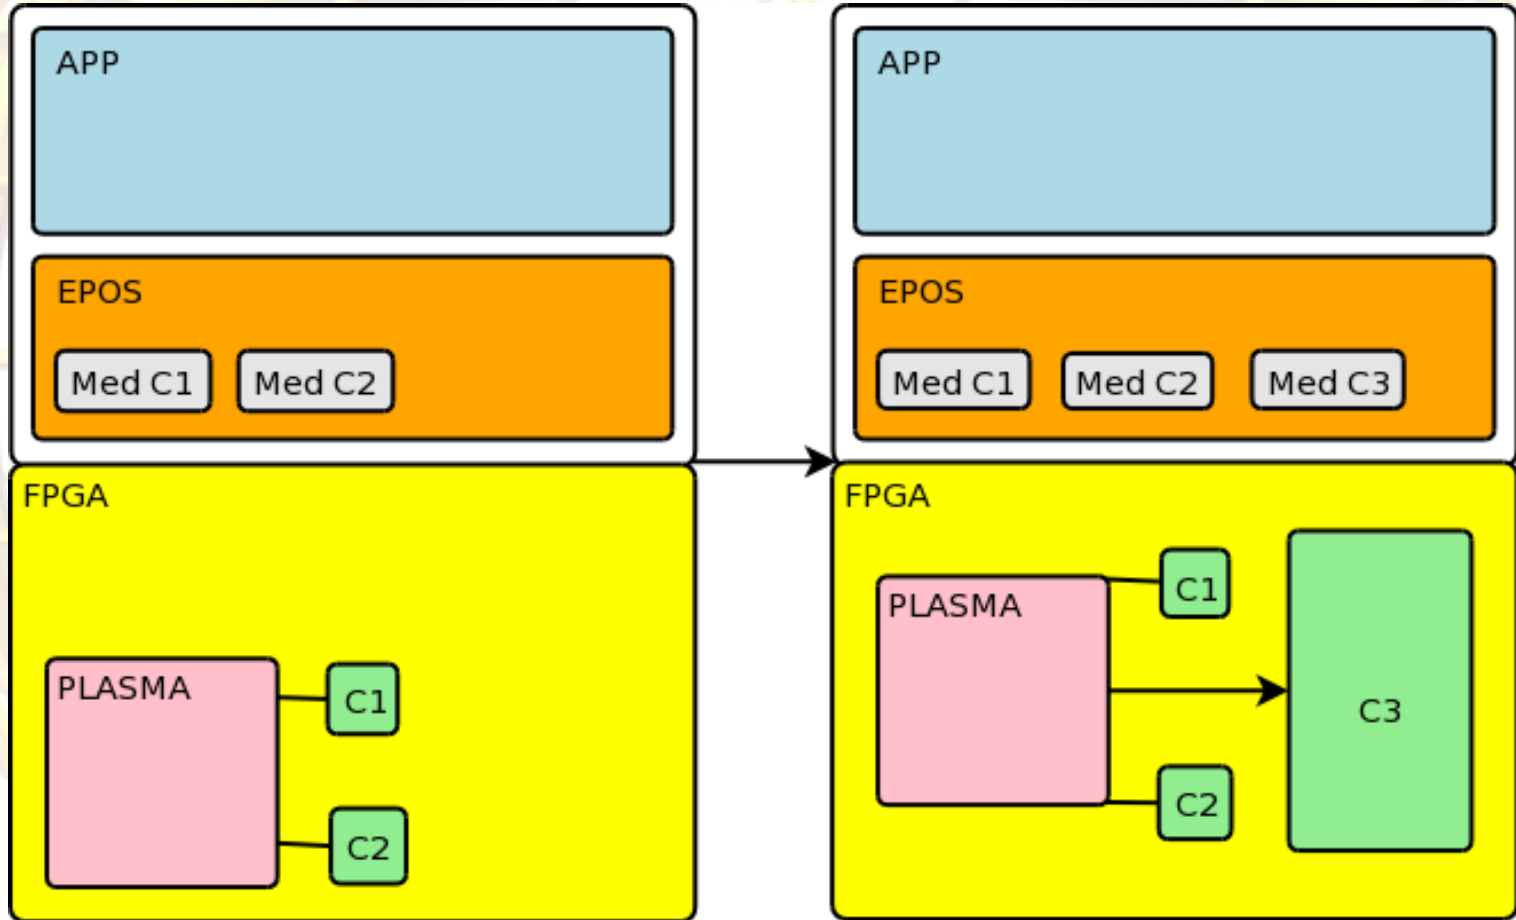 APP
EPOS
Med C1
Med C2
FPGA
PLASMA
C1
C2
APP
EPOS
Med C1
Med C2
Med C3
FPGA
PLASMA
C1
C3
C2